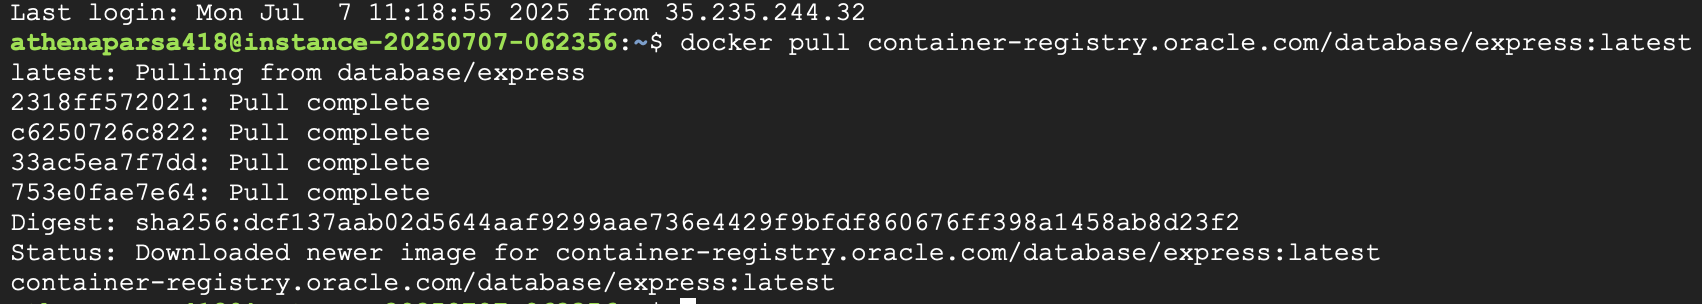 Last login: Mon Jul  7 11:18:55 2025 from 35.235.244.32
athenaparsa418@instance-20250707-062356:~$ docker pull container-registry.oracle.com/database/express:latest
latest: Pulling from database/express
2318ff572021: Pull complete
c6250726c822: Pull complete
33ac5ea7f7dd: Pull complete
753e0fae7e64: Pull complete
Digest: sha256:dcf137aab02d5644aaf9299aae736e4429f9bfdf860676ff398a1458ab8d23f2
Status: Downloaded newer image for container-registry.oracle.com/database/express:latest
container-registry.oracle.com/database/express:latest